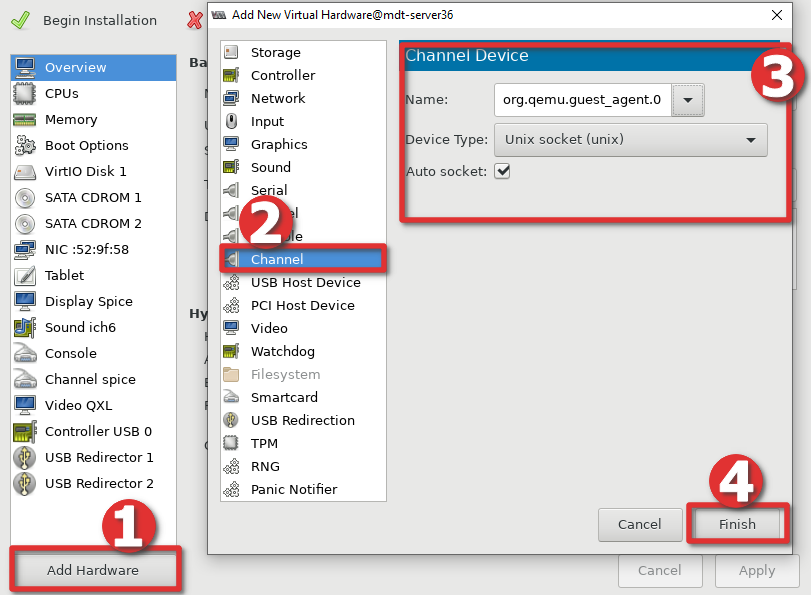 Begin Installation
Overview
CPUs
Memory
Boot Options
VirtIO Disk 1
SATA CDROM 1
SATA CDROM 2
NIC :52:9f:58
Tablet
Display Spice
Sound ich6
Console
Channel spice
Video QXL
Controller USB 0
USB Redirector 1
USB Redirector 2
1
Add Hardware
Ba
Hy
Add New Virtual Hardware@mdt-server36
Storage
Controller
Network
Input
Graphics
Sound
Serial
2
Channel
USB Host Device
PCI Host Device
Video
Watchdog
Filesystem
Smartcard
USB Redirection
TPM
RNG
Panic Notifier
Channel Device
3
Name: org.qemu.guest_agent.0
Device Type: Unix socket (unix)
Auto socket:
4
Cancel Finish
Cancel Apply